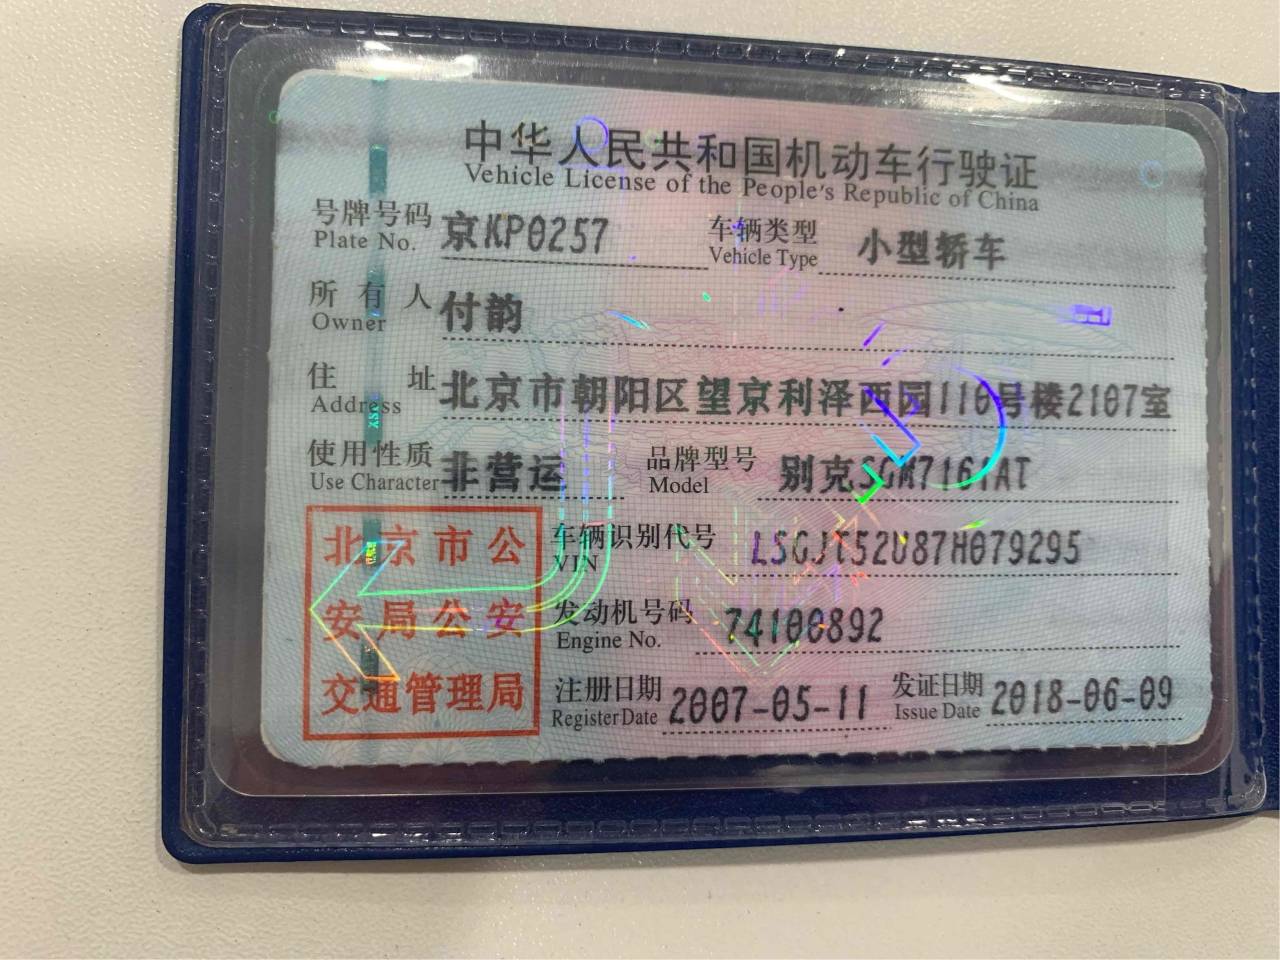 中华人民共和国机动车行驶证
Vehicle License of the People's Republic of China
号牌号码 京KP0257 车辆类型 小型轿车
Plate No. Vehicle Type
所有人 付韵
Owner
住址 北京市朝阳区望京利泽西园110号楼2107室
Address
使用性质 非营运 品牌型号 别克SGM7161AT
Use Character Model
北京市公
安局公安
交通管理局
车辆识别代号 LSGJT52U87H079295
VIN
发动机号码 74100892
Engine No.
注册日期 2007-05-11 发证日期 2018-06-09
Register Date Issue Date